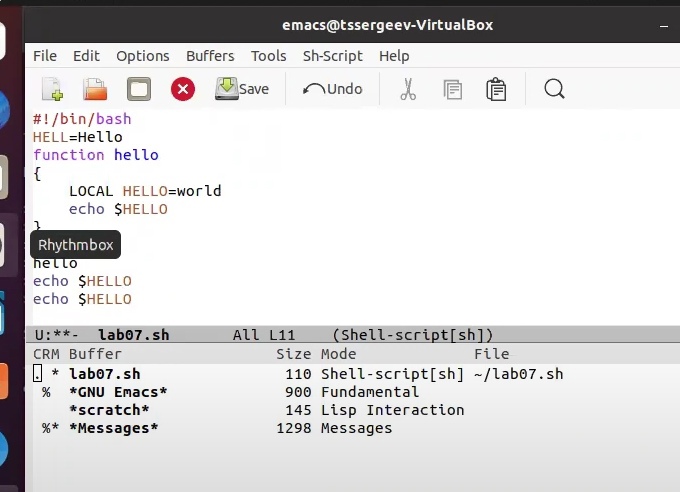 emacs@tssergeev-VirtualBox
File Edit Options Buffers Tools Sh-Script Help
Save Undo
#!/bin/bash
HELL=Hello
function hello
{
    LOCAL HELLO=world
    echo $HELLO
}
Rhythmbox
hello
echo $HELLO
echo $HELLO
U:**-  lab07.sh       All L11    (Shell-script[sh])
CRM Buffer                 Size Mode             File
. * lab07.sh                110 Shell-script[sh] ~/lab07.sh
 %  *GNU Emacs*             900 Fundamental
    *scratch*               145 Lisp Interaction
 %* *Messages*             1298 Messages